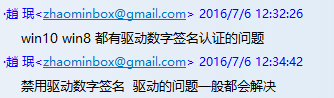 ·趙 珉<zhaominbox@gmail.com> 2016/7/6 12:32:26
win10 win8 都有驱动数字签名认证的问题
·趙 珉<zhaominbox@gmail.com> 2016/7/6 12:34:42
禁用驱动数字签名 驱动的问题一般都会解决